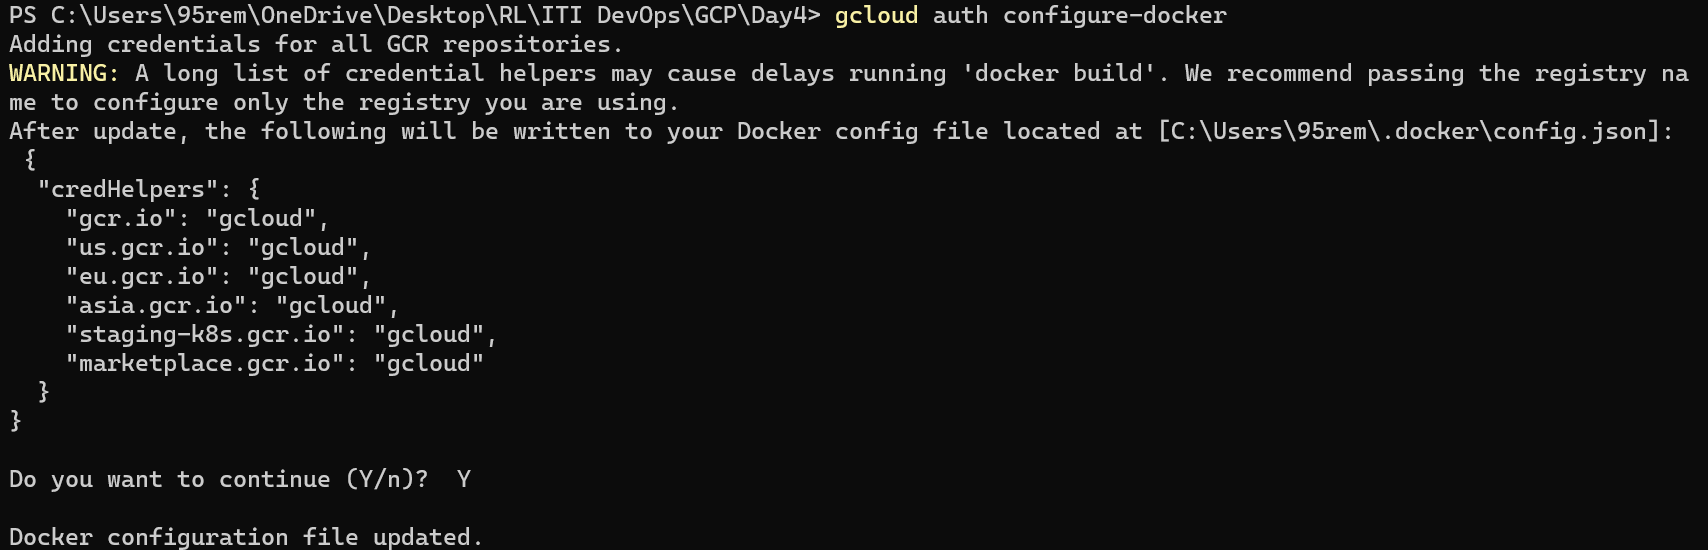 PS C:\Users\95rem\OneDrive\Desktop\RL\ITI DevOps\GCP\Day4> gcloud auth configure-docker
Adding credentials for all GCR repositories.
WARNING: A long list of credential helpers may cause delays running 'docker build'. We recommend passing the registry na
me to configure only the registry you are using.
After update, the following will be written to your Docker config file located at [C:\Users\95rem\.docker\config.json]:
 {
  "credHelpers": {
    "gcr.io": "gcloud",
    "us.gcr.io": "gcloud",
    "eu.gcr.io": "gcloud",
    "asia.gcr.io": "gcloud",
    "staging-k8s.gcr.io": "gcloud",
    "marketplace.gcr.io": "gcloud"
  }
}
Do you want to continue (Y/n)?  Y
Docker configuration file updated.